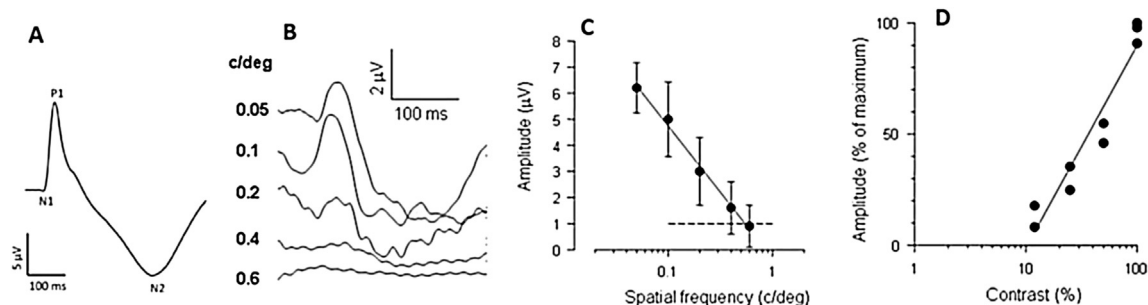 A
P1
N1
N2
5 µV
100 ms
B
c/deg
0.05
0.1
0.2
0.4
0.6
2 µV
100 ms
C
Amplitude (µV)
8
7
6
5
4
3
2
1
0
0.1
1
Spatial frequency (c/deg)
D
Amplitude (% of maximum)
100
50
0
1
10
100
Contrast (%)